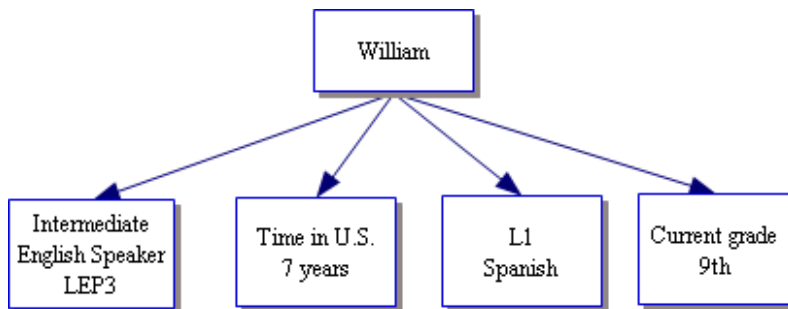 William
Intermediate
English Speaker
LEP3
Time in U.S.
7 years
L1
Spanish
Current grade
9th